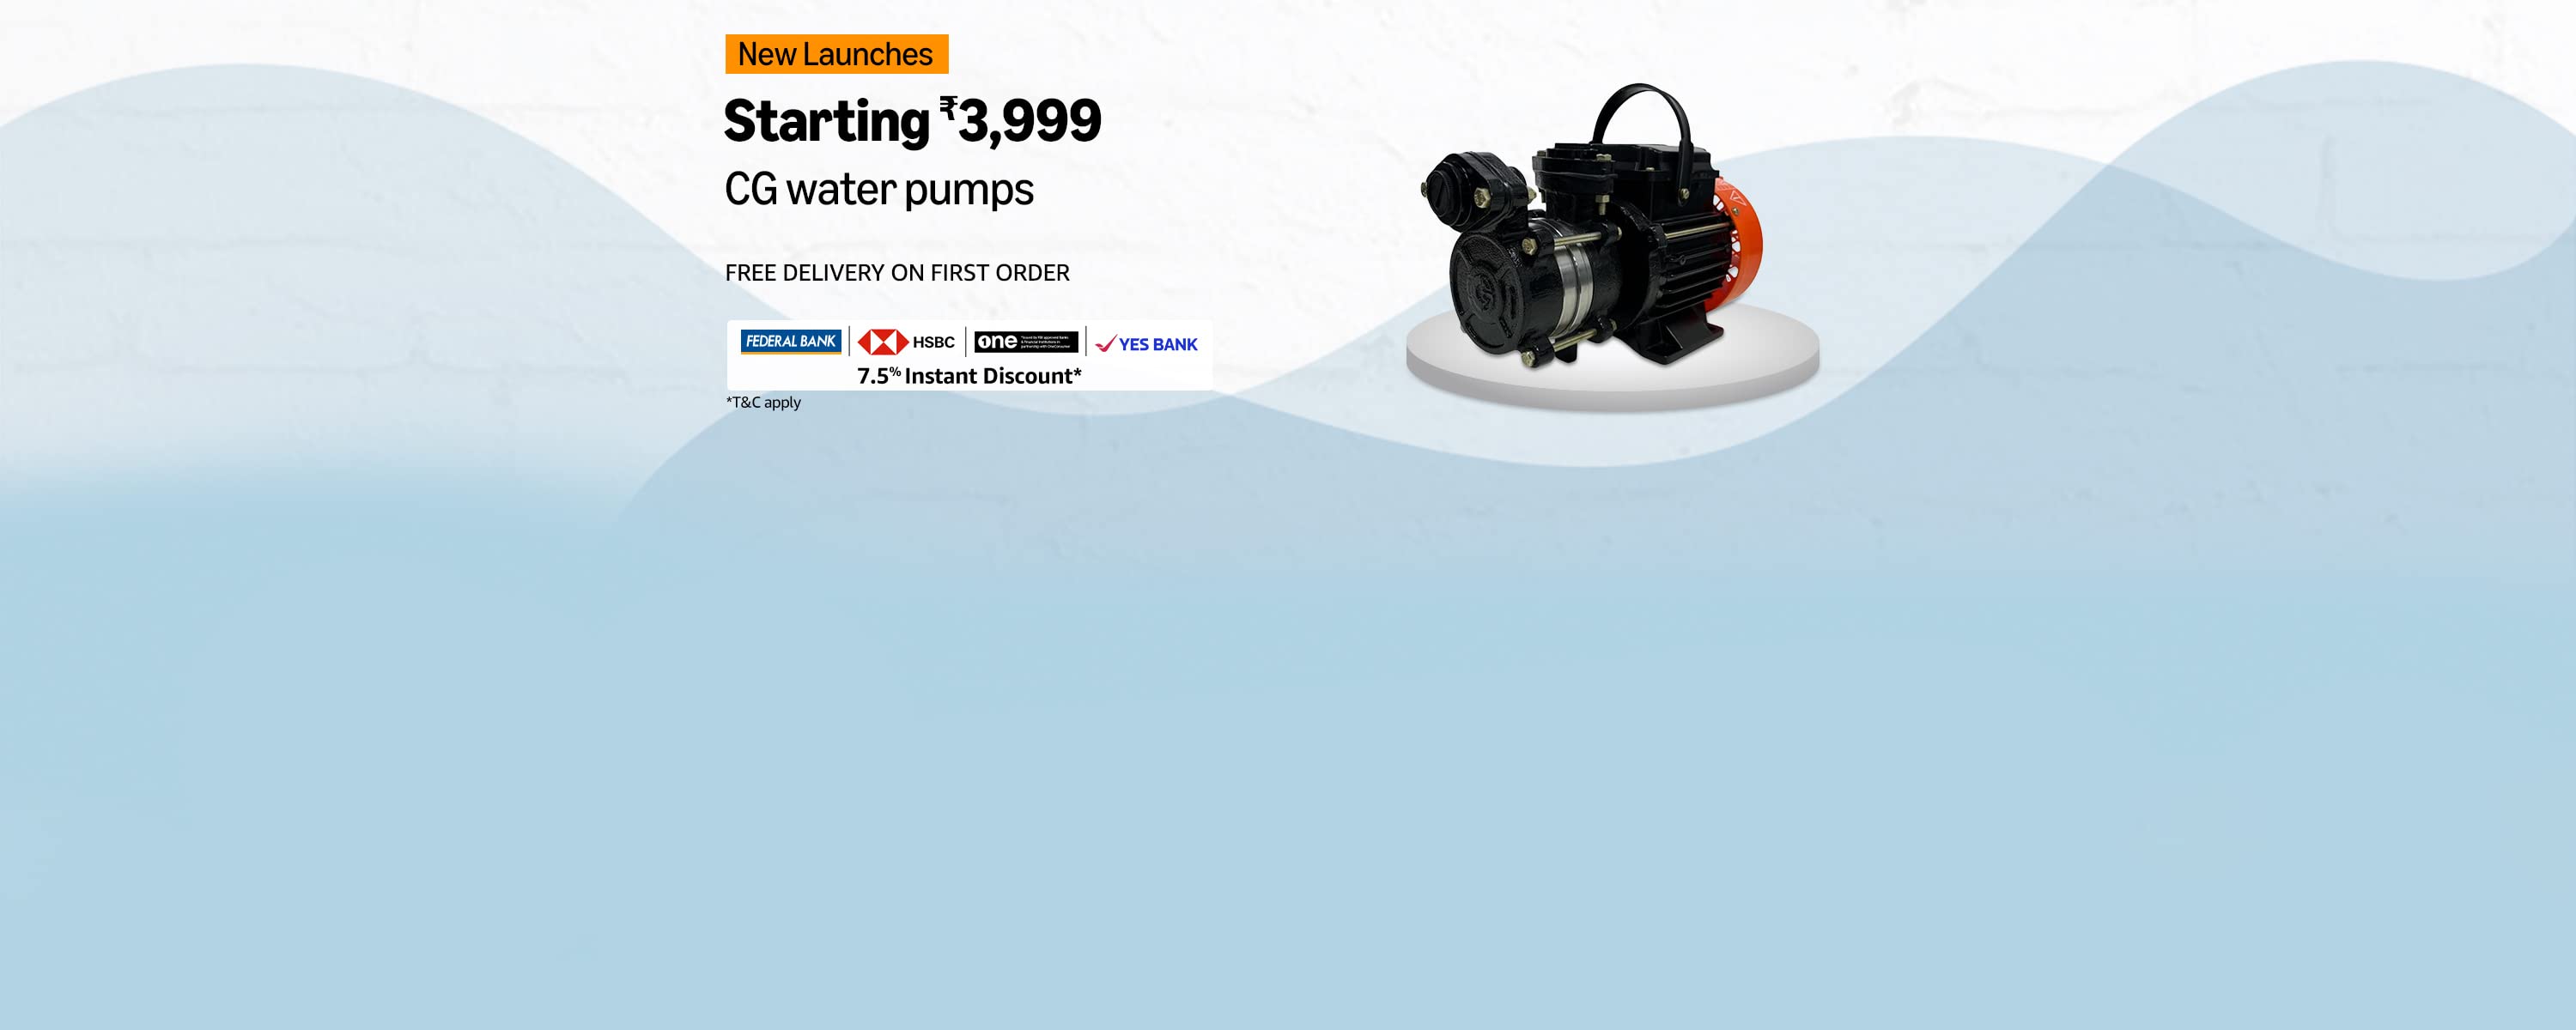 New Launches
Starting ₹3,999
CG water pumps
FREE DELIVERY ON FIRST ORDER
FEDERAL BANK
HSBC
one
YES BANK
7.5% Instant Discount*
*T&C apply